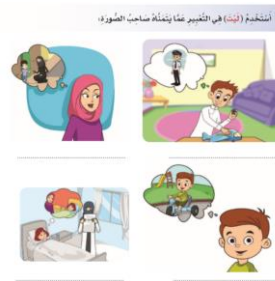 أَسْتَخْدِمُ (لَيْتَ) فِي التَّعْبِيرِ عَمَّا يَتَمَنَّاهُ صَاحِبُ الصُّورَةِ: